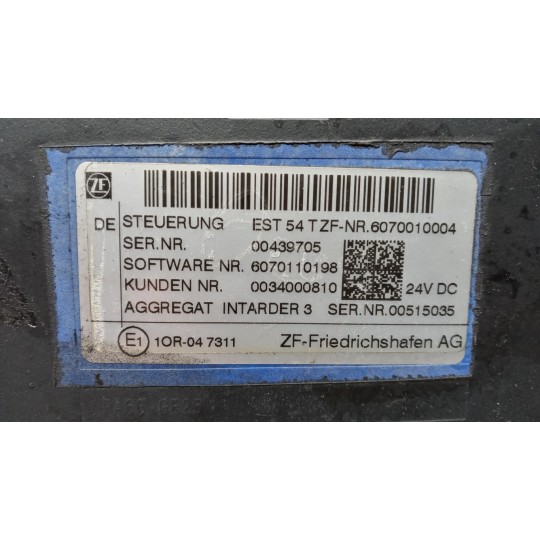 ZF
DE STEUERUNG EST 54 T ZF-NR.6070010004
SER.NR. 00439705
SOFTWARE NR. 6070110198
KUNDEN NR. 0034000810 24V DC
AGGREGAT INTARDER 3 SER.NR.00515035
E1 10R-04 7311 ZF-Friedrichshafen AG